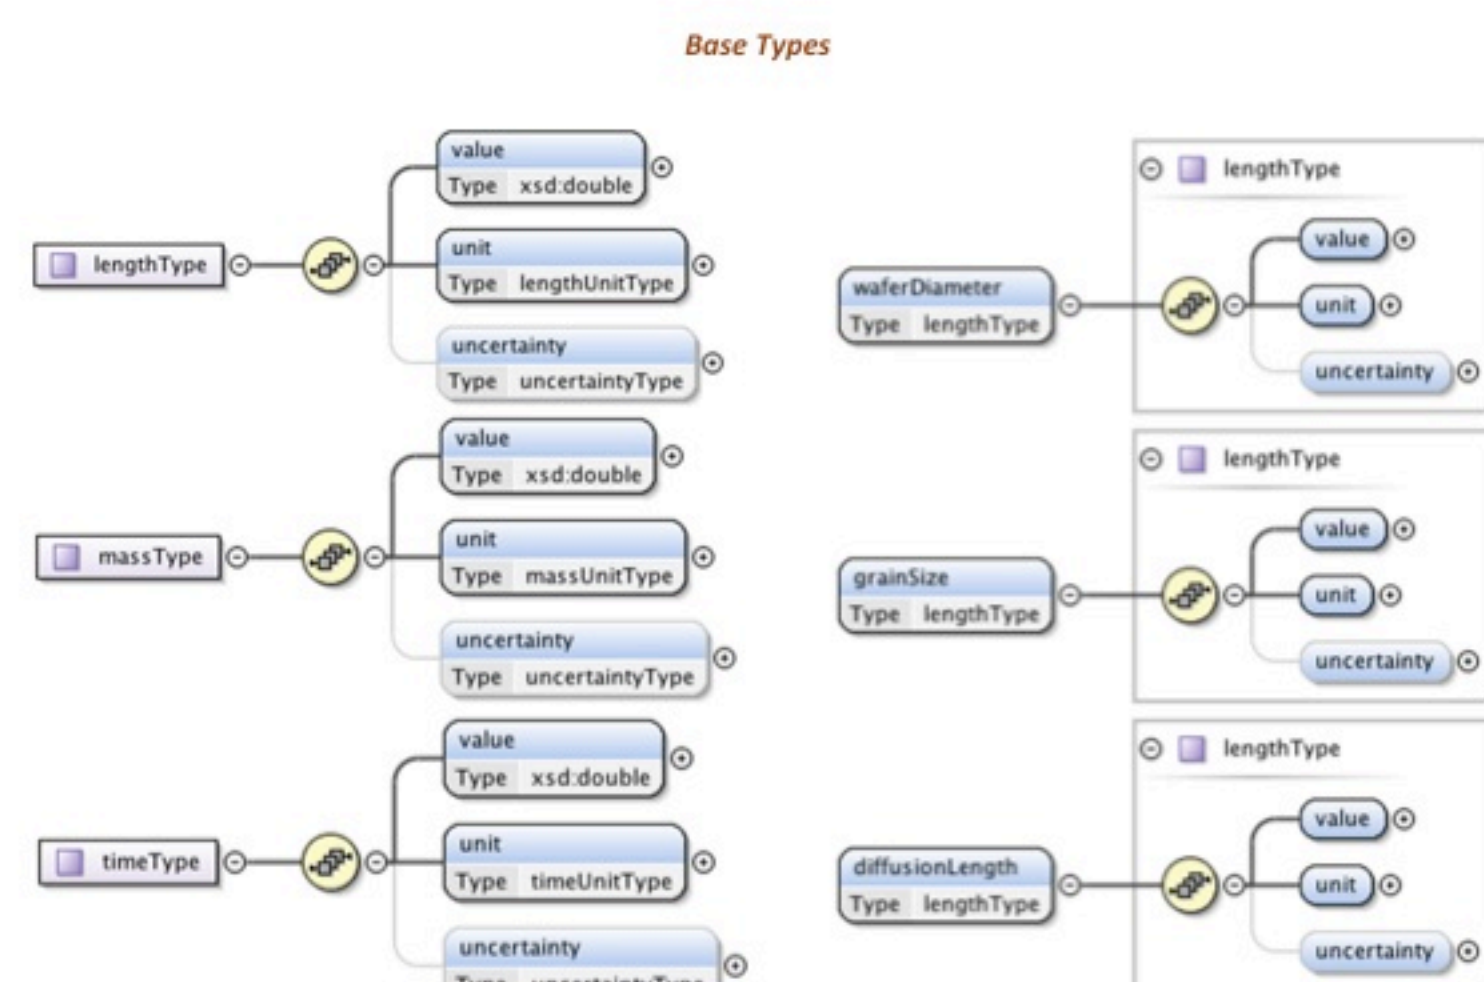 Base Types
value
Type xsd:double
lengthType
unit
Type lengthUnitType
uncertainty
Type uncertaintyType
value
Type xsd:double
massType
unit
Type massUnitType
uncertainty
Type uncertaintyType
value
Type xsd:double
timeType
unit
Type timeUnitType
uncertainty
Type uncertaintyType
lengthType
value
waferDiameter
Type lengthType
unit
uncertainty
lengthType
value
grainSize
Type lengthType
unit
uncertainty
lengthType
value
diffusionLength
Type lengthType
unit
uncertainty